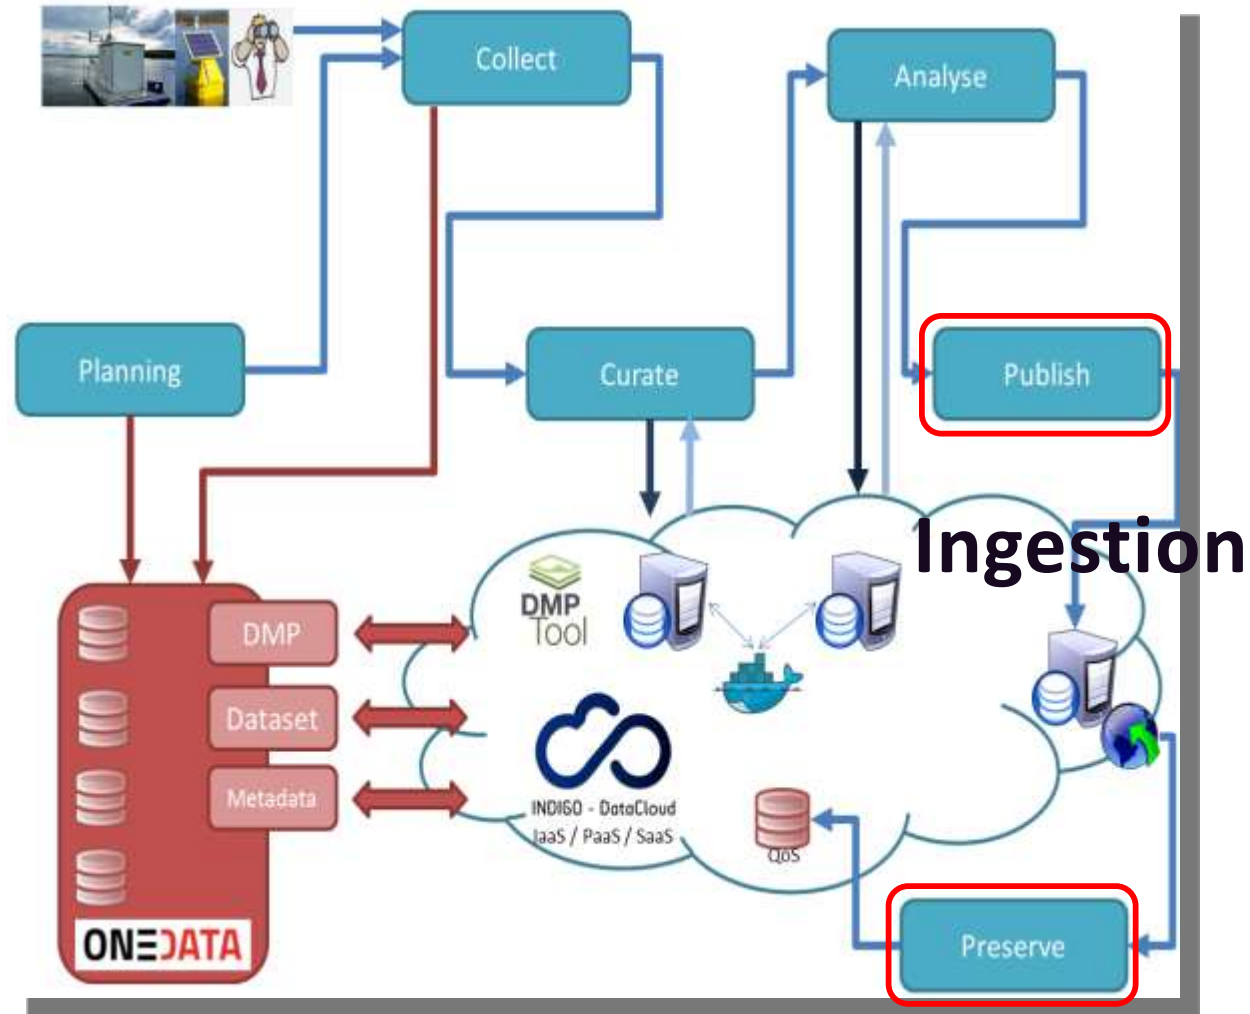 Collect
Analyse
Planning
Curate
Publish
Ingestion
DMP
Tool
DMP
Dataset
Metadata
INDIGO - DataCloud
IaaS / PaaS / SaaS
QoS
ONEDATA
Preserve